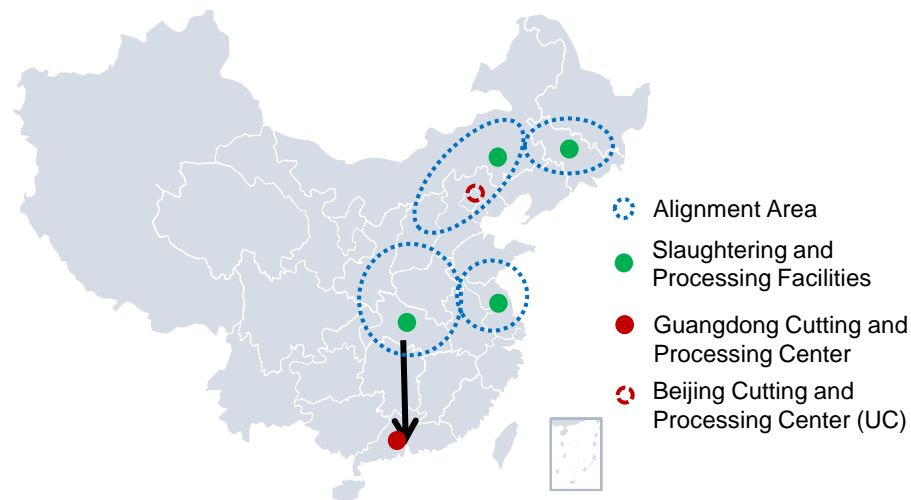 Alignment Area
Slaughtering and
Processing Facilities
Guangdong Cutting and
Processing Center
Beijing Cutting and
Processing Center (UC)